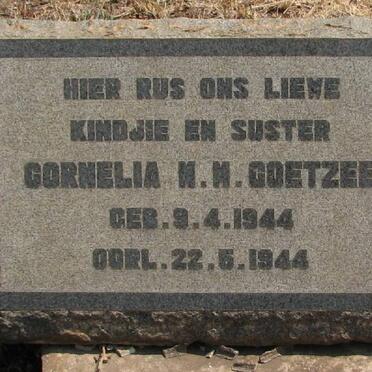 HIER RUS ONS LIEWE
KINDJIE EN SUSTER
CORNELIA M.M. COETZEE
GEB. 9.4.1944
OORL. 22.5.1944